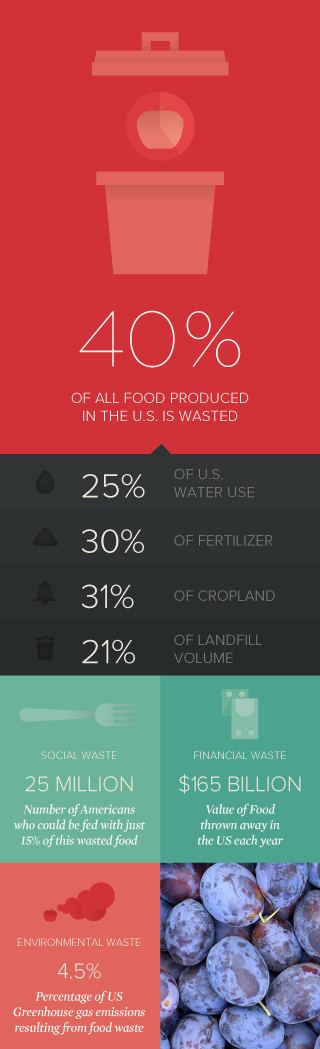 40%
OF ALL FOOD PRODUCED
IN THE U.S. IS WASTED
25%
OF U.S.
WATER USE
30%
OF FERTILIZER
31%
OF CROPLAND
21%
OF LANDFILL
VOLUME
SOCIAL WASTE
25 MILLION
Number of Americans
who could be fed with just
15% of this wasted food
FINANCIAL WASTE
$165 BILLION
Value of Food
thrown away in
the US each year
ENVIRONMENTAL WASTE
4.5%
Percentage of US
Greenhouse gas emissions
resulting from food waste